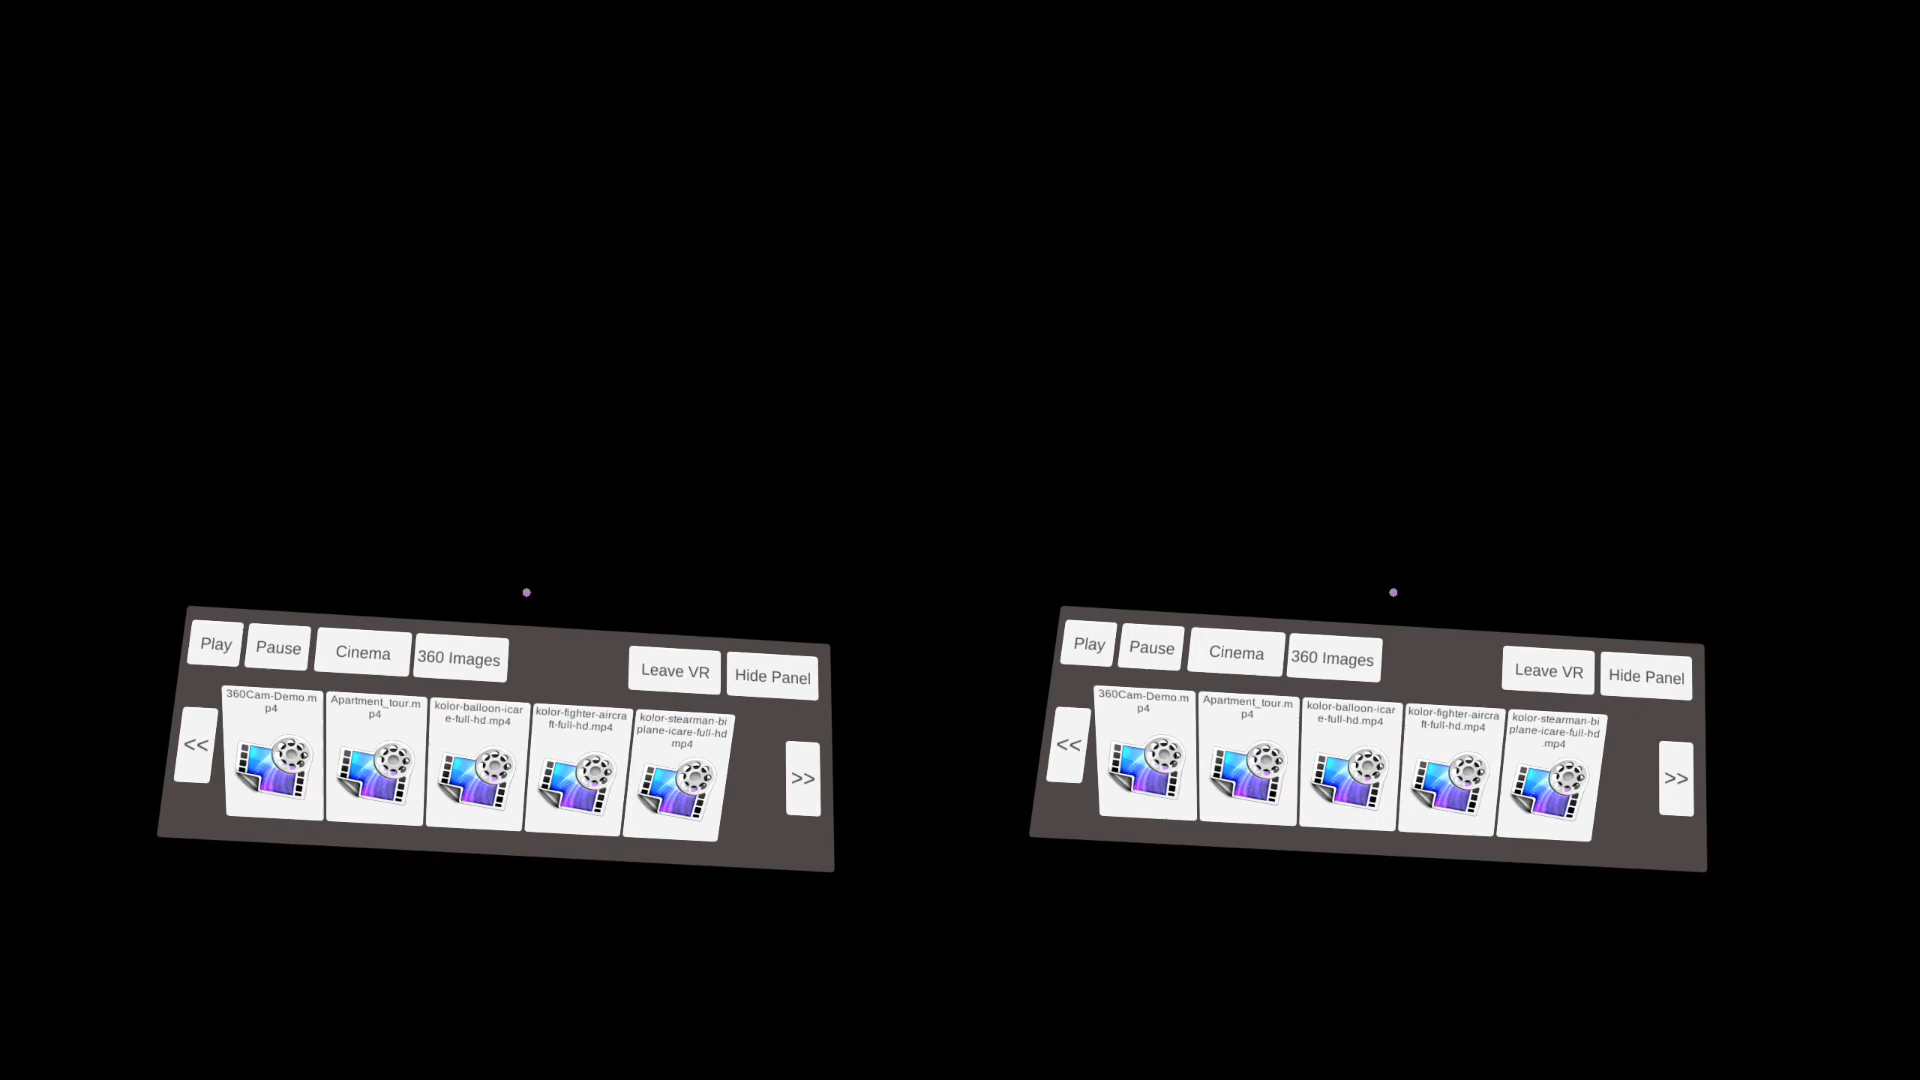 Play Pause Cinema 360 Images Leave VR Hide Panel
<<
360Cam-Demo.m
p4
Apartment_tour.m
p4
kolor-balloon-icar
e-full-hd.mp4
kolor-fighter-aircra
ft-full-hd.mp4
kolor-stearman-bi
plane-icare-full-hd
.mp4
>>
Play Pause Cinema 360 Images Leave VR Hide Panel
<<
360Cam-Demo.m
p4
Apartment_tour.m
p4
kolor-balloon-icar
e-full-hd.mp4
kolor-fighter-aircra
ft-full-hd.mp4
kolor-stearman-bi
plane-icare-full-hd
.mp4
>>